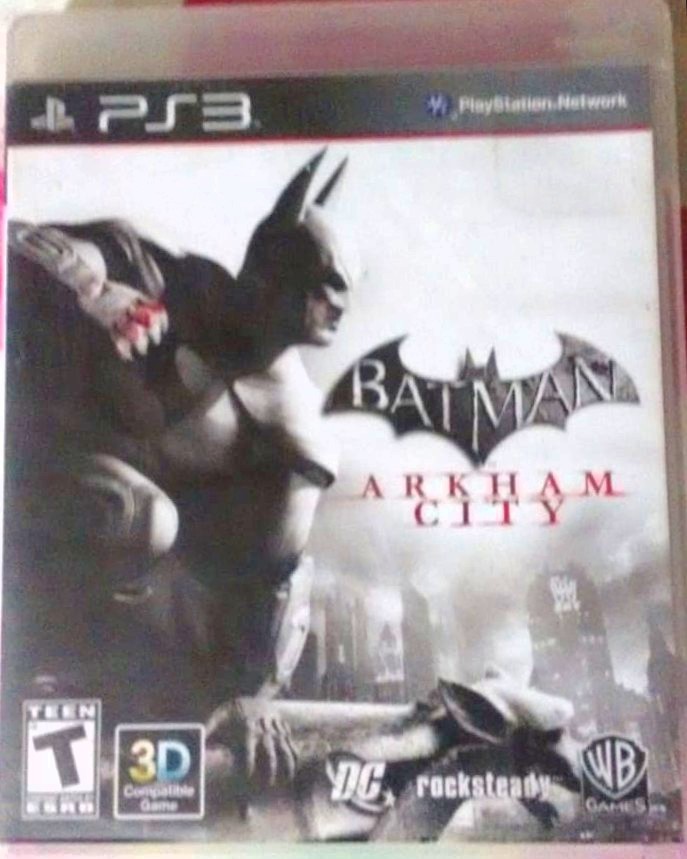 PS3
PlayStation Network
BATMAN
ARKHAM
CITY
TEEN
T
ESRB
3D
Compatible
Game
DC
rocksteady
WB
GAMES